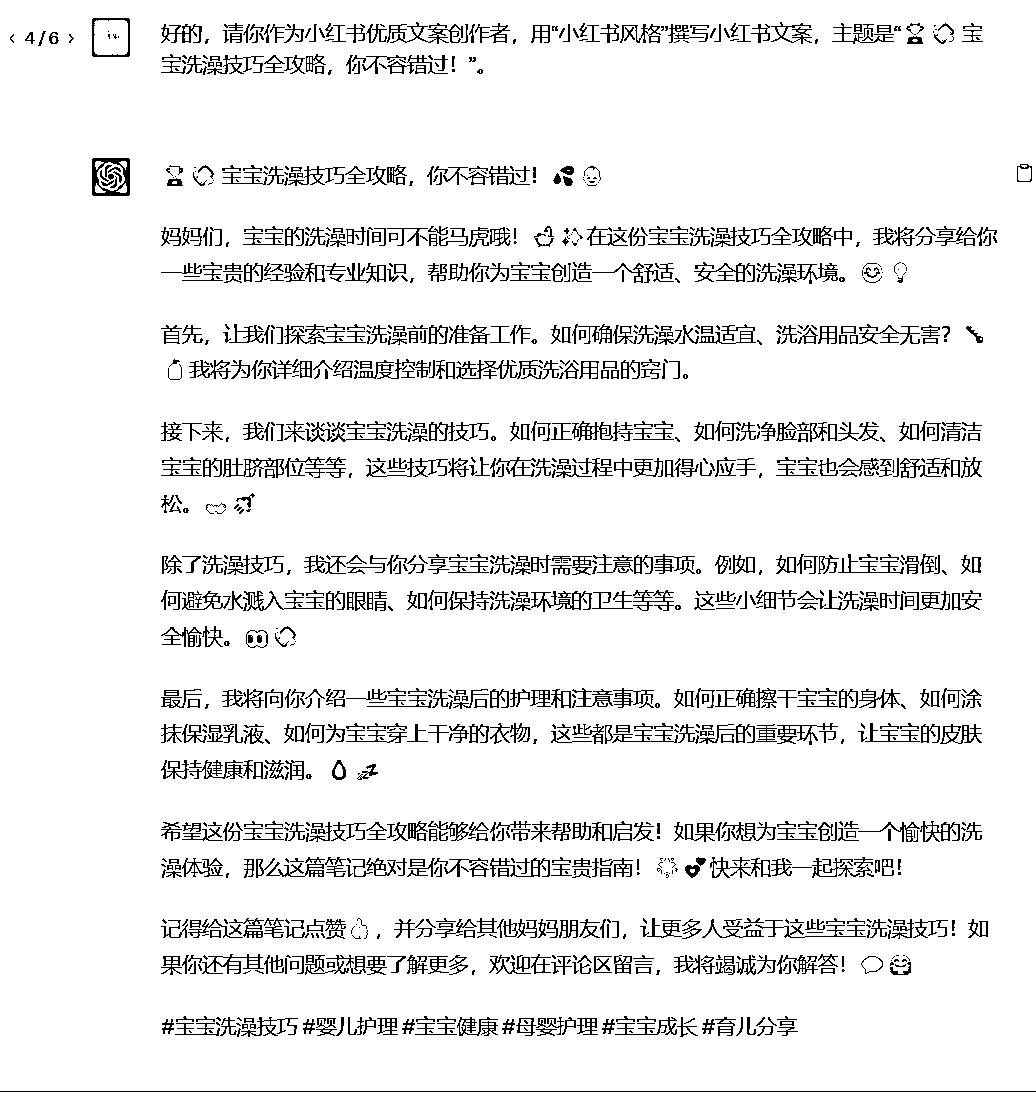 < 4/6 >
好的，请你作为小红书优质文案创作者，用“小红书风格”撰写小红书文案，主题是“🏆 宝
宝洗澡技巧全攻略，你不容错过！”。
🏆 宝宝洗澡技巧全攻略，你不容错过！💦👶
妈妈们，宝宝的洗澡时间可不能马虎哦！🛁✨在这份宝宝洗澡技巧全攻略中，我将分享给你
一些宝贵的经验和专业知识，帮助你为宝宝创造一个舒适、安全的洗澡环境。😊💡
首先，让我们探索宝宝洗澡前的准备工作。如何确保洗澡水温适宜、洗浴用品安全无害？
我将为你详细介绍温度控制和选择优质洗浴用品的窍门。
接下来，我们来谈谈宝宝洗澡的技巧。如何正确抱持宝宝、如何洗净脸部和头发、如何清洁
宝宝的肚脐部位等等，这些技巧将让你在洗澡过程中更加得心应手，宝宝也会感到舒适和放
松。🛁🚿
除了洗澡技巧，我还会与你分享宝宝洗澡时需要注意的事项。例如，如何防止宝宝滑倒、如
何避免水溅入宝宝的眼睛、如何保持洗澡环境的卫生等等。这些小细节会让洗澡时间更加安
全愉快。👀
最后，我将向你介绍一些宝宝洗澡后的护理和注意事项。如何正确擦干宝宝的身体、如何涂
抹保湿乳液、如何为宝宝穿上干净的衣物，这些都是宝宝洗澡后的重要环节，让宝宝的皮肤
保持健康和滋润。💧💤
希望这份宝宝洗澡技巧全攻略能够给你带来帮助和启发！如果你想为宝宝创造一个愉快的洗
澡体验，那么这篇笔记绝对是你不容错过的宝贵指南！💕快来和我一起探索吧！
记得给这篇笔记点赞👍，并分享给其他妈妈朋友们，让更多人受益于这些宝宝洗澡技巧！如
果你还有其他问题或想要了解更多，欢迎在评论区留言，我将竭诚为你解答！💬🤗
#宝宝洗澡技巧 #婴儿护理 #宝宝健康 #母婴护理 #宝宝成长 #育儿分享